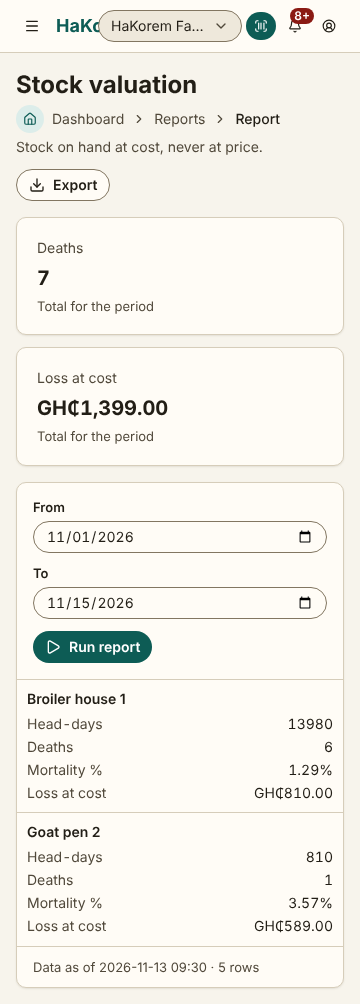 HaKo
HaKorem Fa...
8+
Stock valuation
Dashboard > Reports > Report
Stock on hand at cost, never at price.
Export
Deaths
7
Total for the period
Loss at cost
GH₵1,399.00
Total for the period
From
11/01/2026
To
11/15/2026
Run report
Broiler house 1
Head-days 13980
Deaths 6
Mortality % 1.29%
Loss at cost GH₵810.00
Goat pen 2
Head-days 810
Deaths 1
Mortality % 3.57%
Loss at cost GH₵589.00
Data as of 2026-11-13 09:30 · 5 rows